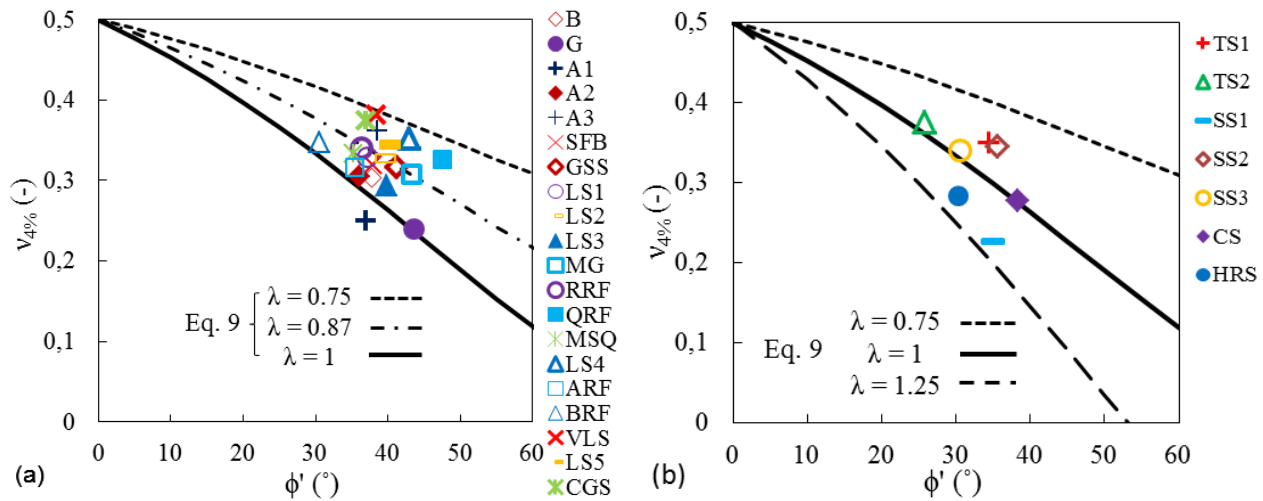 0,5
0,4
0,3
0,2
0,1
0
ν4% (-)
0 10 20 30 40 50 60
ϕ' (°)
(a)
Eq. 9
λ = 0.75
λ = 0.87
λ = 1
B
G
A1
A2
A3
SFB
GSS
LS1
LS2
LS3
MG
RRF
QRF
MSQ
LS4
ARF
BRF
VLS
LS5
CGS
0,5
0,4
0,3
0,2
0,1
0
ν4% (-)
0 10 20 30 40 50 60
ϕ' (°)
(b)
Eq. 9
λ = 0.75
λ = 1
λ = 1.25
TS1
TS2
SS1
SS2
SS3
CS
HRS